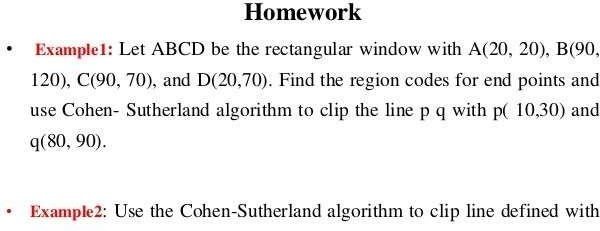 Homework
• Example1: Let ABCD be the rectangular window with A(20, 20), B(90,
120), C(90, 70), and D(20,70). Find the region codes for end points and
use Cohen- Sutherland algorithm to clip the line p q with p( 10,30) and
q(80, 90).
• Example2: Use the Cohen-Sutherland algorithm to clip line defined with